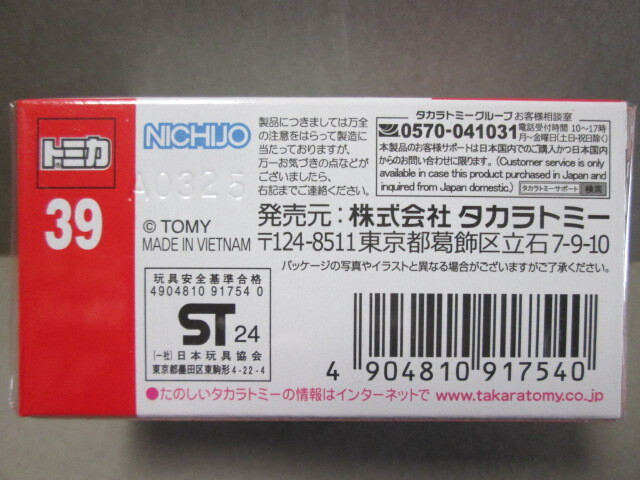 トミカ
39
NICHIJO
製品につきましては万全
の注意をはらって製造に
当たっておりますが、
万一お気づきの点などが
ございましたら、
右記までご連絡ください。
A0325
© TOMY
MADE IN VIETNAM
タカラトミーグループ お客様相談室
0570-041031 電話受付時間 10〜17時
月〜金曜日(土日・祝日除く)
本製品のお客様サポートは日本国内でのご購入かつ日本国内
からのお問い合わせに限ります。(Customer service is only
available in case this product purchased in Japan and
inquired from Japan domestic.) タカラトミーサポート 検索
発売元:株式会社 タカラトミー
〒124-8511 東京都葛飾区立石7-9-10
パッケージの写真やイラストと異なる場合がございますがご了承ください。
玩具安全基準合格
4904810 91754 0
ST 24
(一社)日本玩具協会
東京都墨田区東駒形4-22-4
4 904810 917540
●たのしいタカラトミーの情報はインターネットで www.takaratomy.co.jp